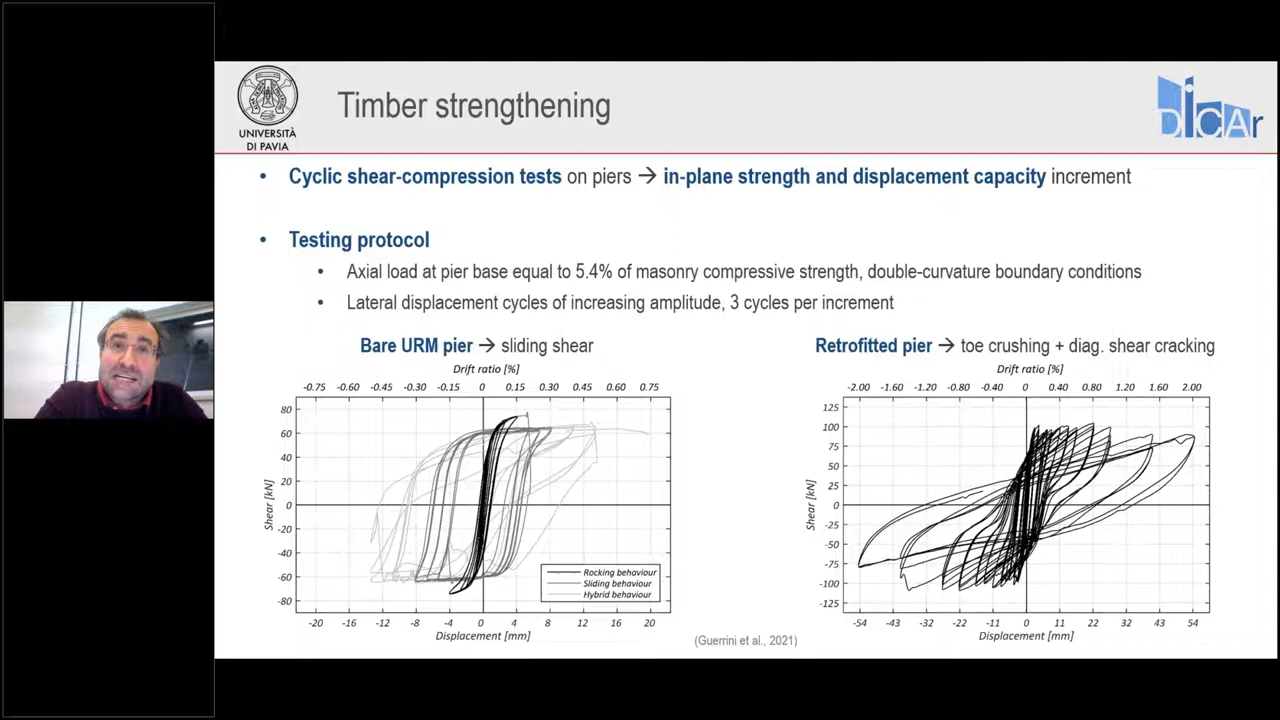 UNIVERSITÀ
DI PAVIA
Timber strengthening
DICAr
• Cyclic shear-compression tests on piers → in-plane strength and displacement capacity increment
• Testing protocol
• Axial load at pier base equal to 5.4% of masonry compressive strength, double-curvature boundary conditions
• Lateral displacement cycles of increasing amplitude, 3 cycles per increment
Bare URM pier → sliding shear
Drift ratio [%]
-0.75 -0.60 -0.45 -0.30 -0.15 0 0.15 0.30 0.45 0.60 0.75
80
60
40
20
0
-20
-40
-60
-80
Shear [kN]
Rocking behaviour
Sliding behaviour
Hybrid behaviour
-20 -16 -12 -8 -4 0 4 8 12 16 20
Displacement [mm]
Retrofitted pier → toe crushing + diag. shear cracking
Drift ratio [%]
-2.00 -1.60 -1.20 -0.80 -0.40 0 0.40 0.80 1.20 1.60 2.00
125
100
75
50
25
0
-25
-50
-75
-100
-125
Shear [kN]
-54 -43 -32 -22 -11 0 11 22 32 43 54
Displacement [mm]
(Guerrini et al., 2021)